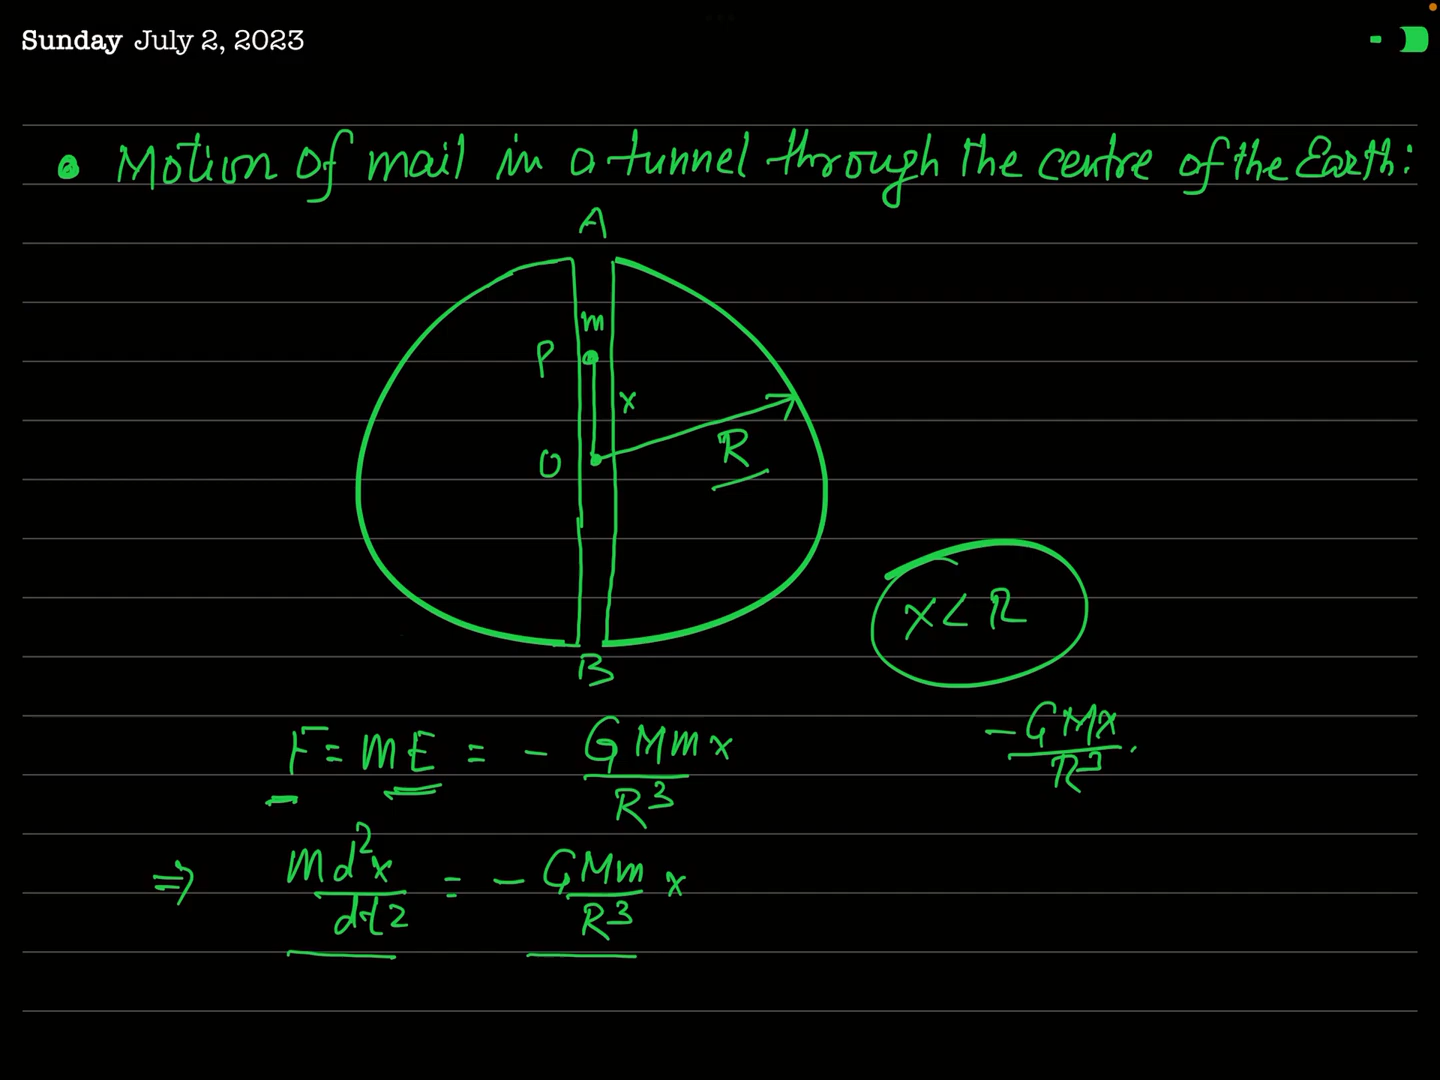 Sunday July 2, 2023
• Motion of mail in a tunnel through the centre of the Earth:
A
m
P
x
O
R
x < R
B
F = mE = - GMmx / R³
- GMx / R³ .
⇒ md²x / dt² = - GMm / R³ x